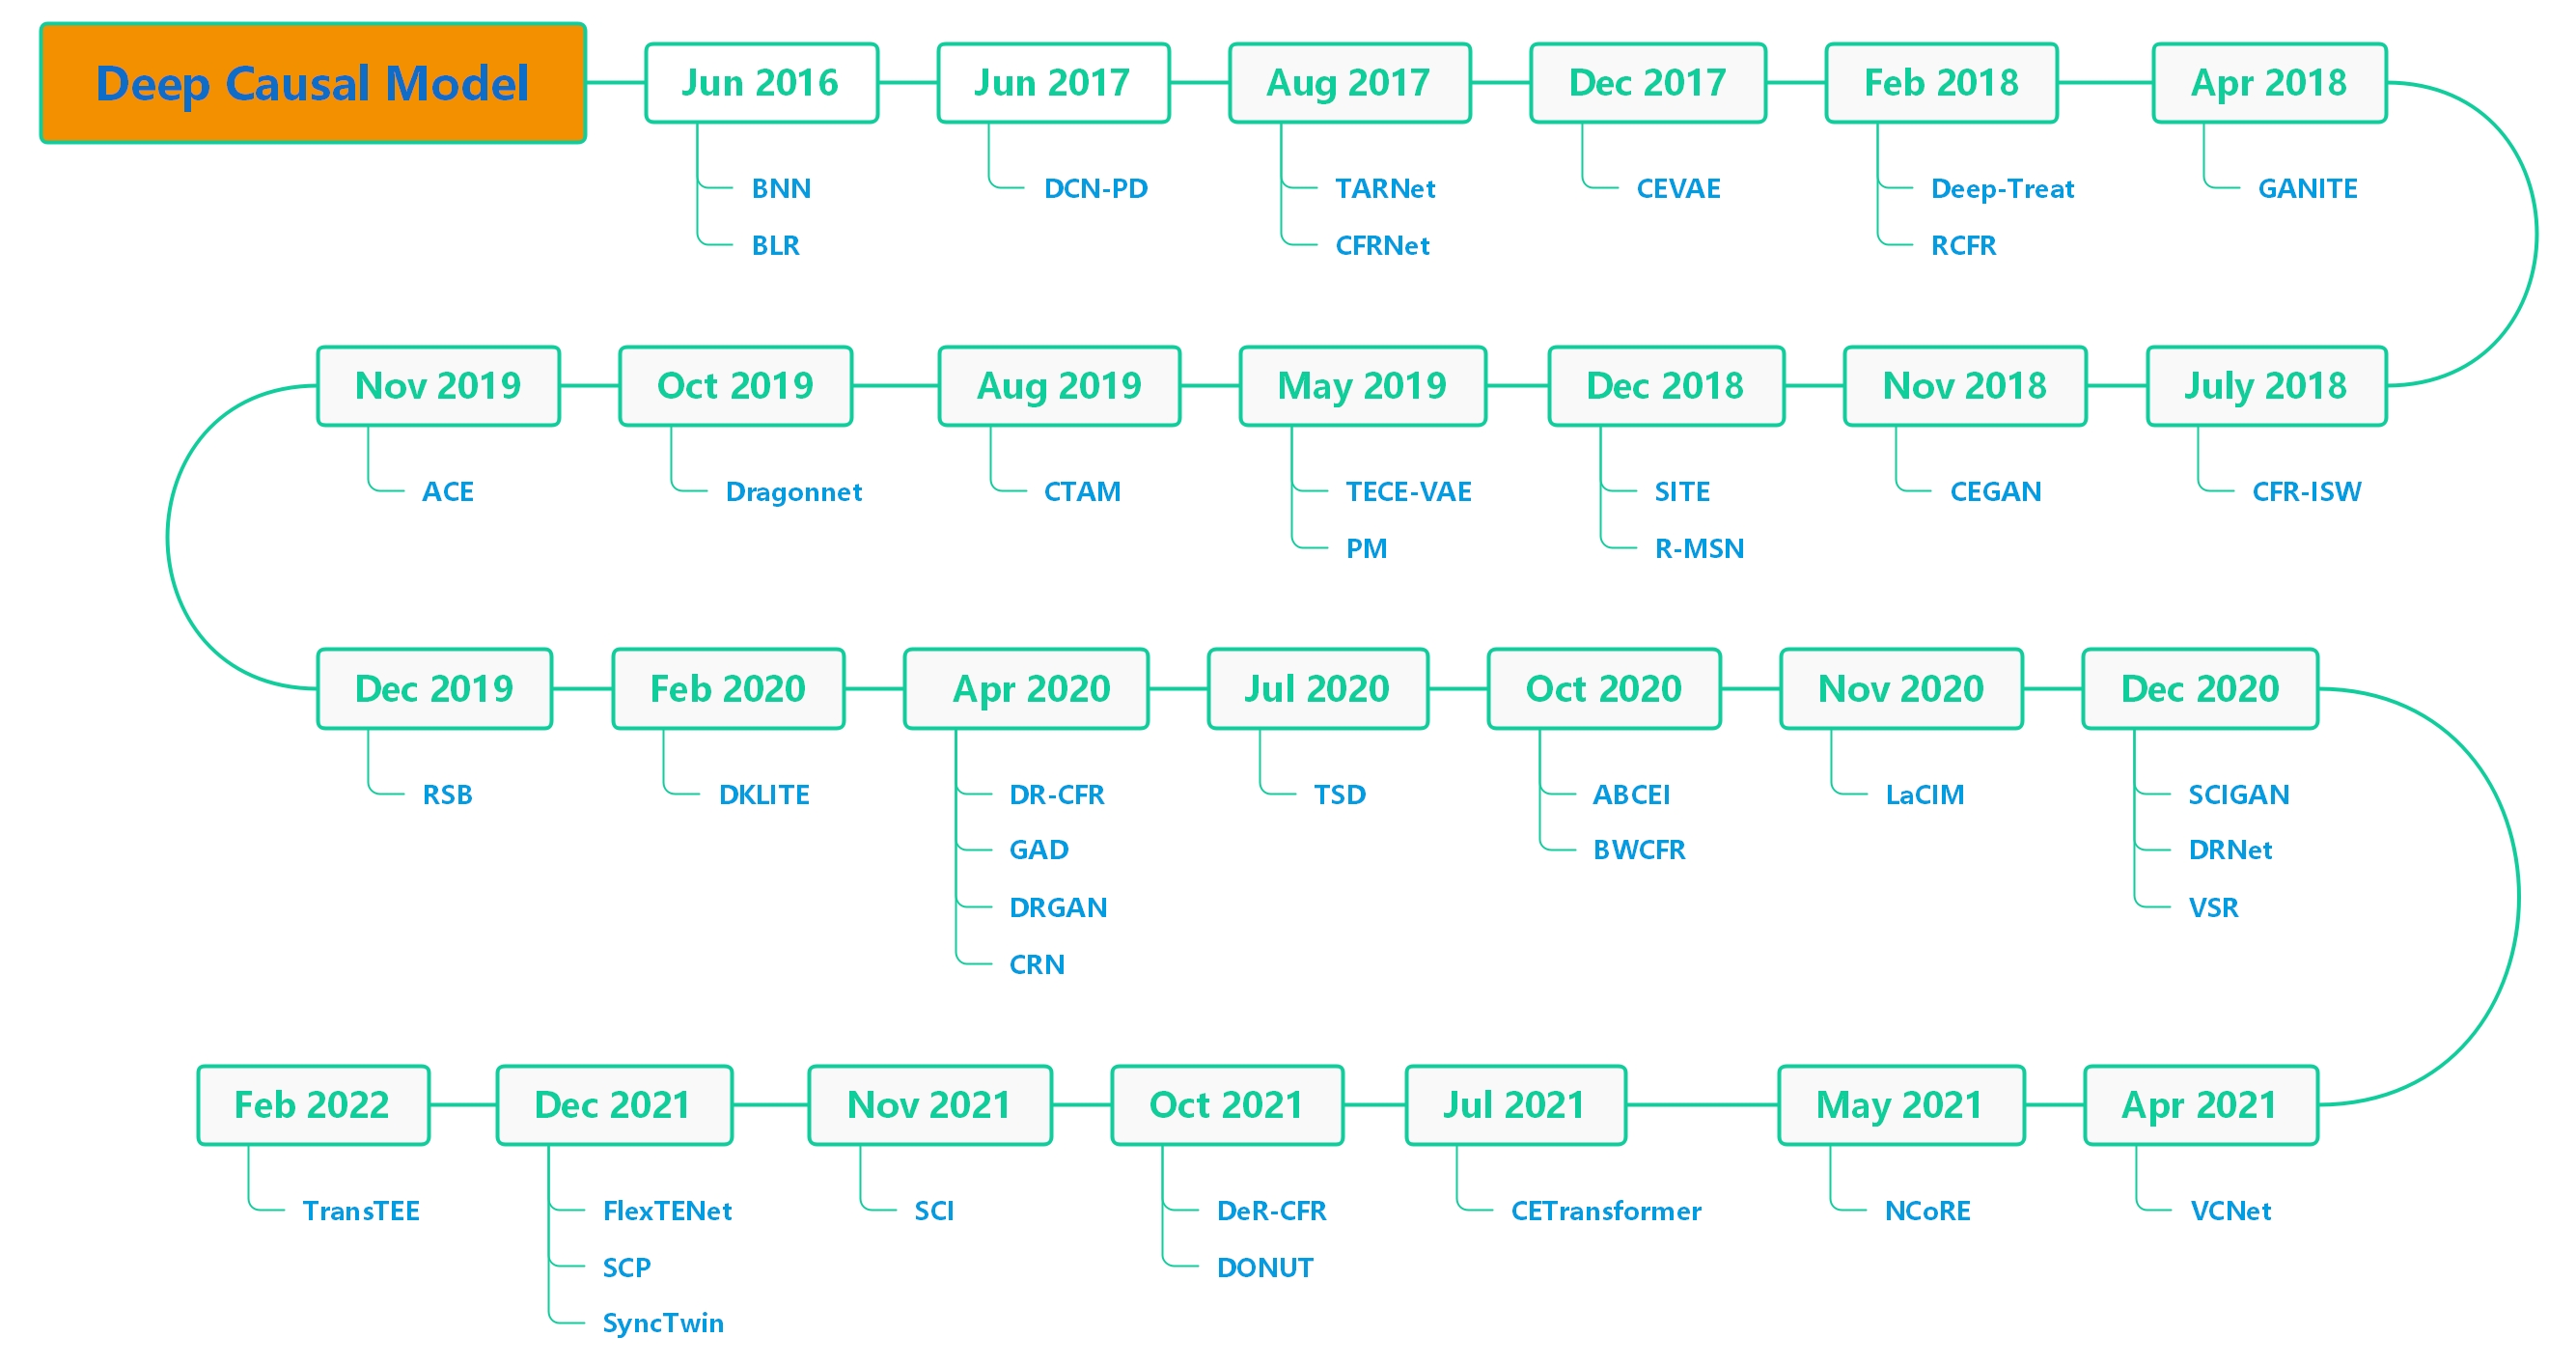 Deep Causal Model
Jun 2016
BNN
BLR
Jun 2017
DCN-PD
Aug 2017
TARNet
CFRNet
Dec 2017
CEVAE
Feb 2018
Deep-Treat
RCFR
Apr 2018
GANITE
July 2018
CFR-ISW
Nov 2018
CEGAN
Dec 2018
SITE
R-MSN
May 2019
TECE-VAE
PM
Aug 2019
CTAM
Oct 2019
Dragonnet
Nov 2019
ACE
Dec 2019
RSB
Feb 2020
DKLITE
Apr 2020
DR-CFR
GAD
DRGAN
CRN
Jul 2020
TSD
Oct 2020
ABCEI
BWCFR
Nov 2020
LaCIM
Dec 2020
SCIGAN
DRNet
VSR
Apr 2021
VCNet
May 2021
NCoRE
Jul 2021
CETransformer
Oct 2021
DeR-CFR
DONUT
Nov 2021
SCI
Dec 2021
FlexTENet
SCP
SyncTwin
Feb 2022
TransTEE